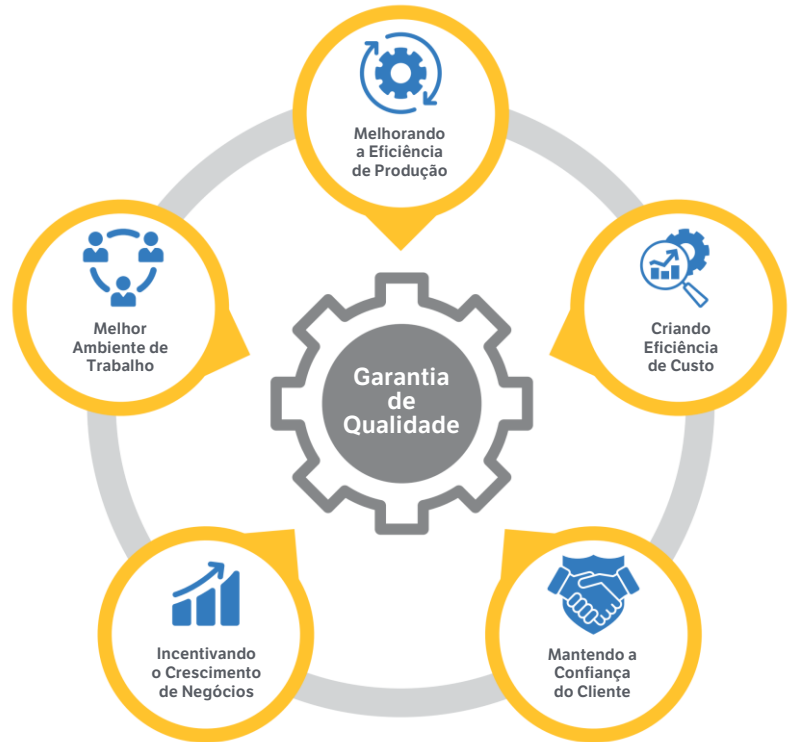 Melhorando
a Eficiência
de Produção
Melhor
Ambiente de
Trabalho
Criando
Eficiência
de Custo
Garantia
de
Qualidade
Incentivando
o Crescimento
de Negócios
Mantendo a
Confiança
do Cliente